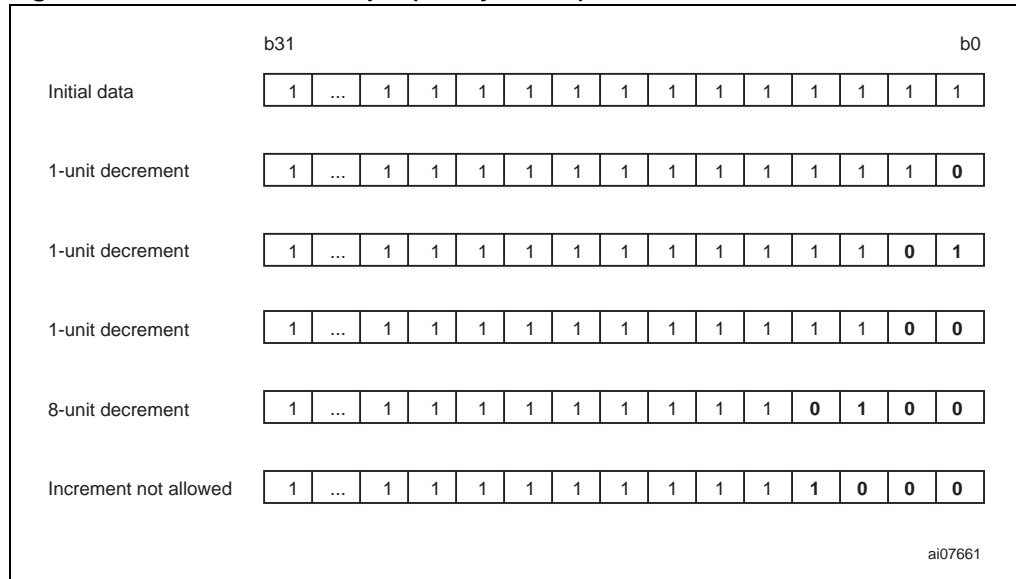 b31 b0
Initial data 1 ... 1 1 1 1 1 1 1 1 1 1 1 1 1
1-unit decrement 1 ... 1 1 1 1 1 1 1 1 1 1 1 1 0
1-unit decrement 1 ... 1 1 1 1 1 1 1 1 1 1 1 0 1
1-unit decrement 1 ... 1 1 1 1 1 1 1 1 1 1 1 0 0
8-unit decrement 1 ... 1 1 1 1 1 1 1 1 1 0 1 0 0
Increment not allowed 1 ... 1 1 1 1 1 1 1 1 1 1 0 0 0
ai07661